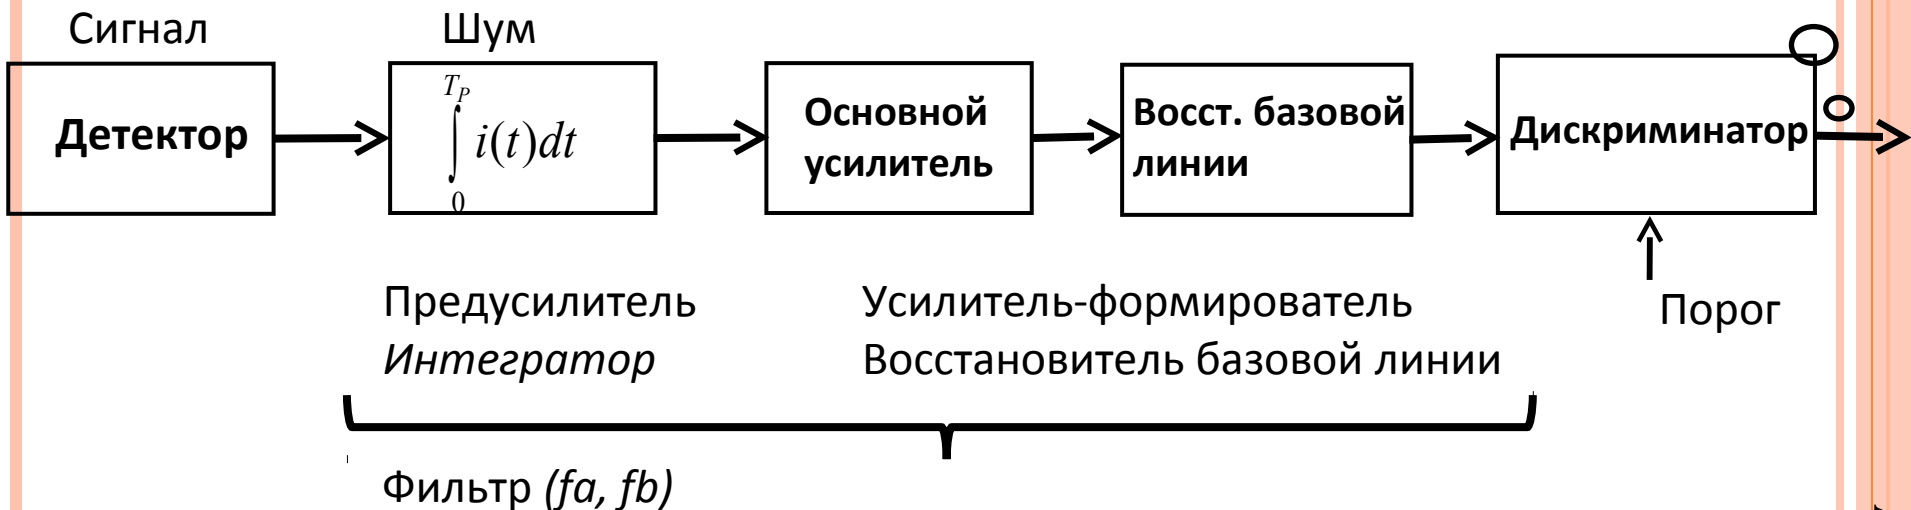 Сигнал Шум
Детектор
T_P
∫ i(t)dt
0
Основной
усилитель
Восст. базовой
линии
Дискриминатор
Предусилитель
Интегратор
Усилитель-формирователь
Восстановитель базовой линии
Порог
Фильтр (fa, fb)